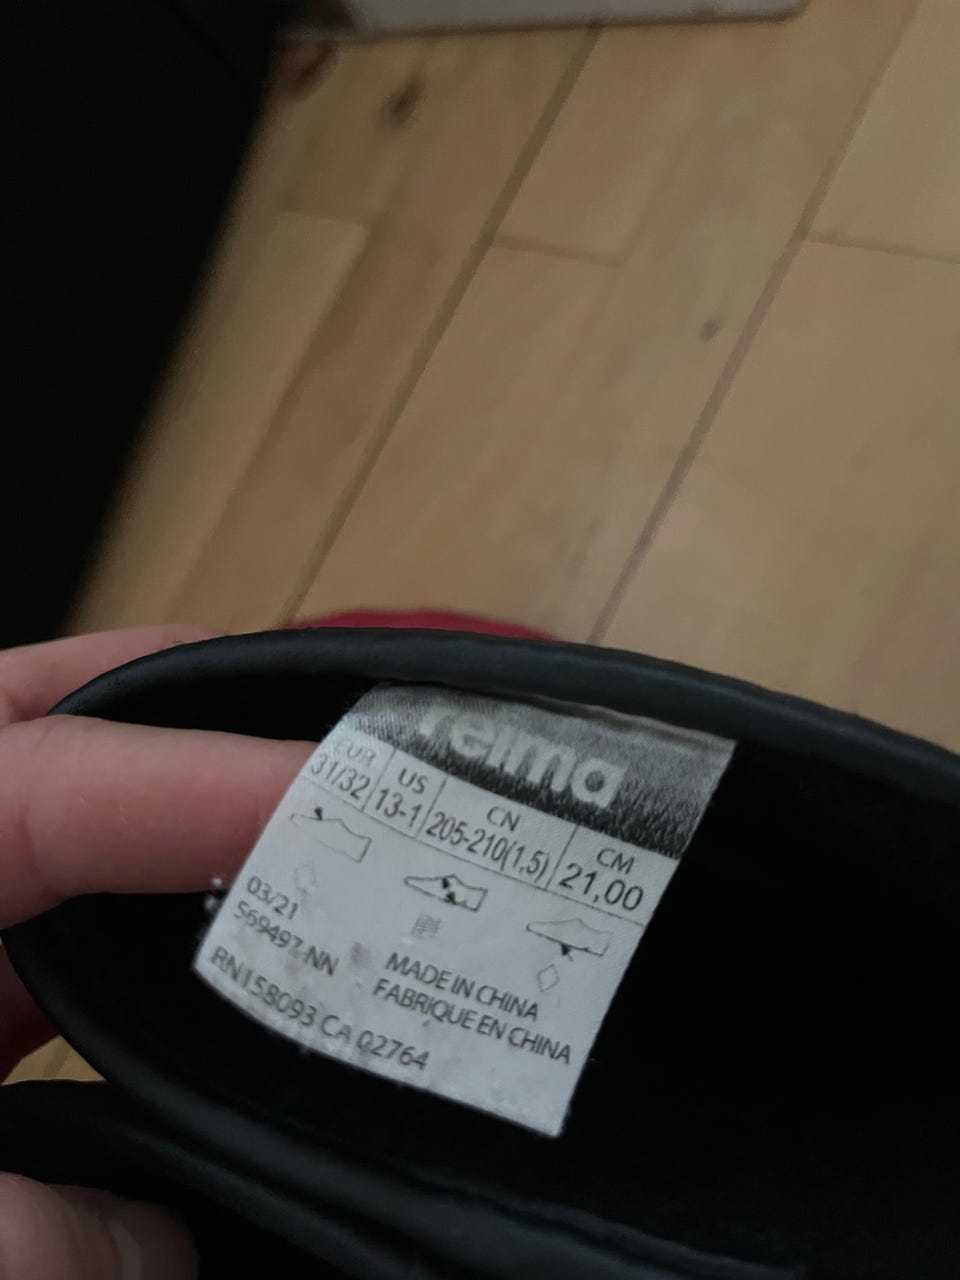 reima
EUR US CN CM
31/32 13-1 205-210(1,5) 21,00
03/21
569497-NN
MADE IN CHINA
FABRIQUE EN CHINA
RN158093 CA 02764